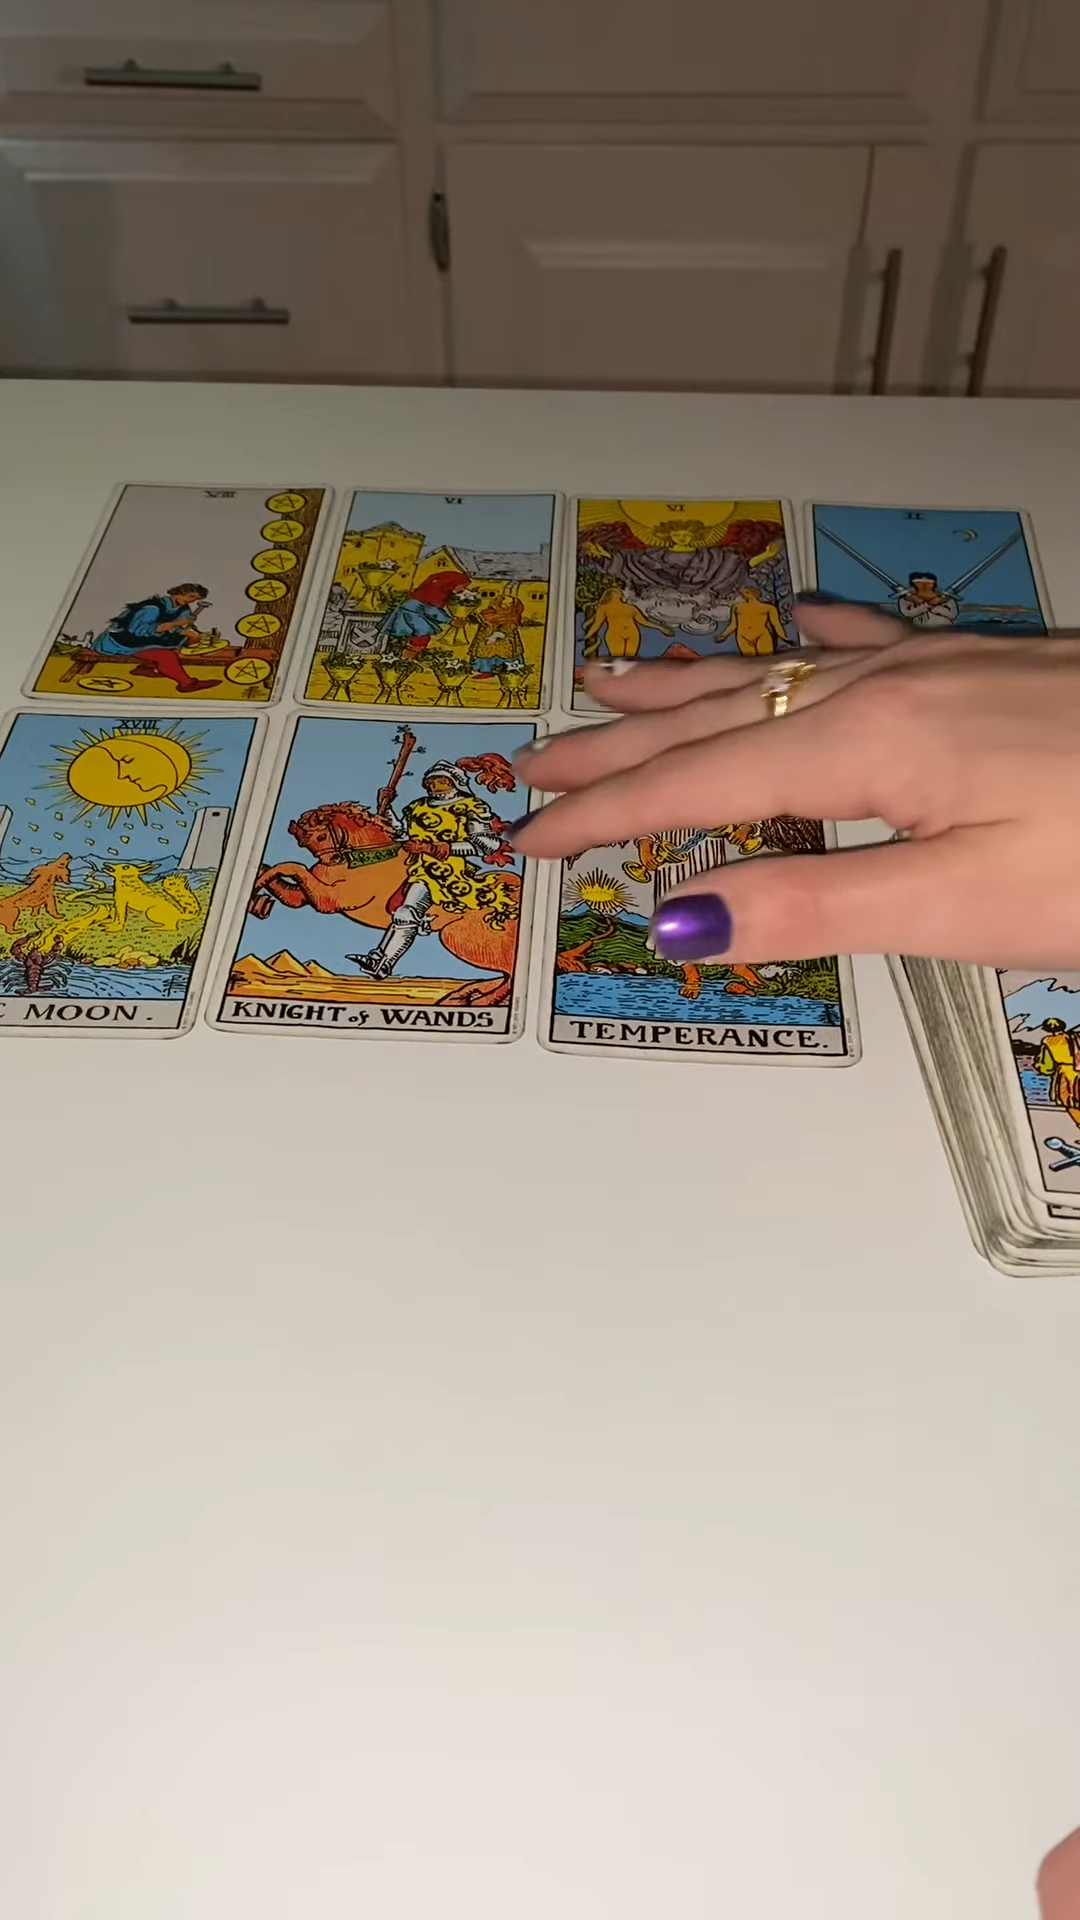 VIII
VI
VI
II
XVIII
E MOON.
KNIGHT of WANDS
TEMPERANCE.